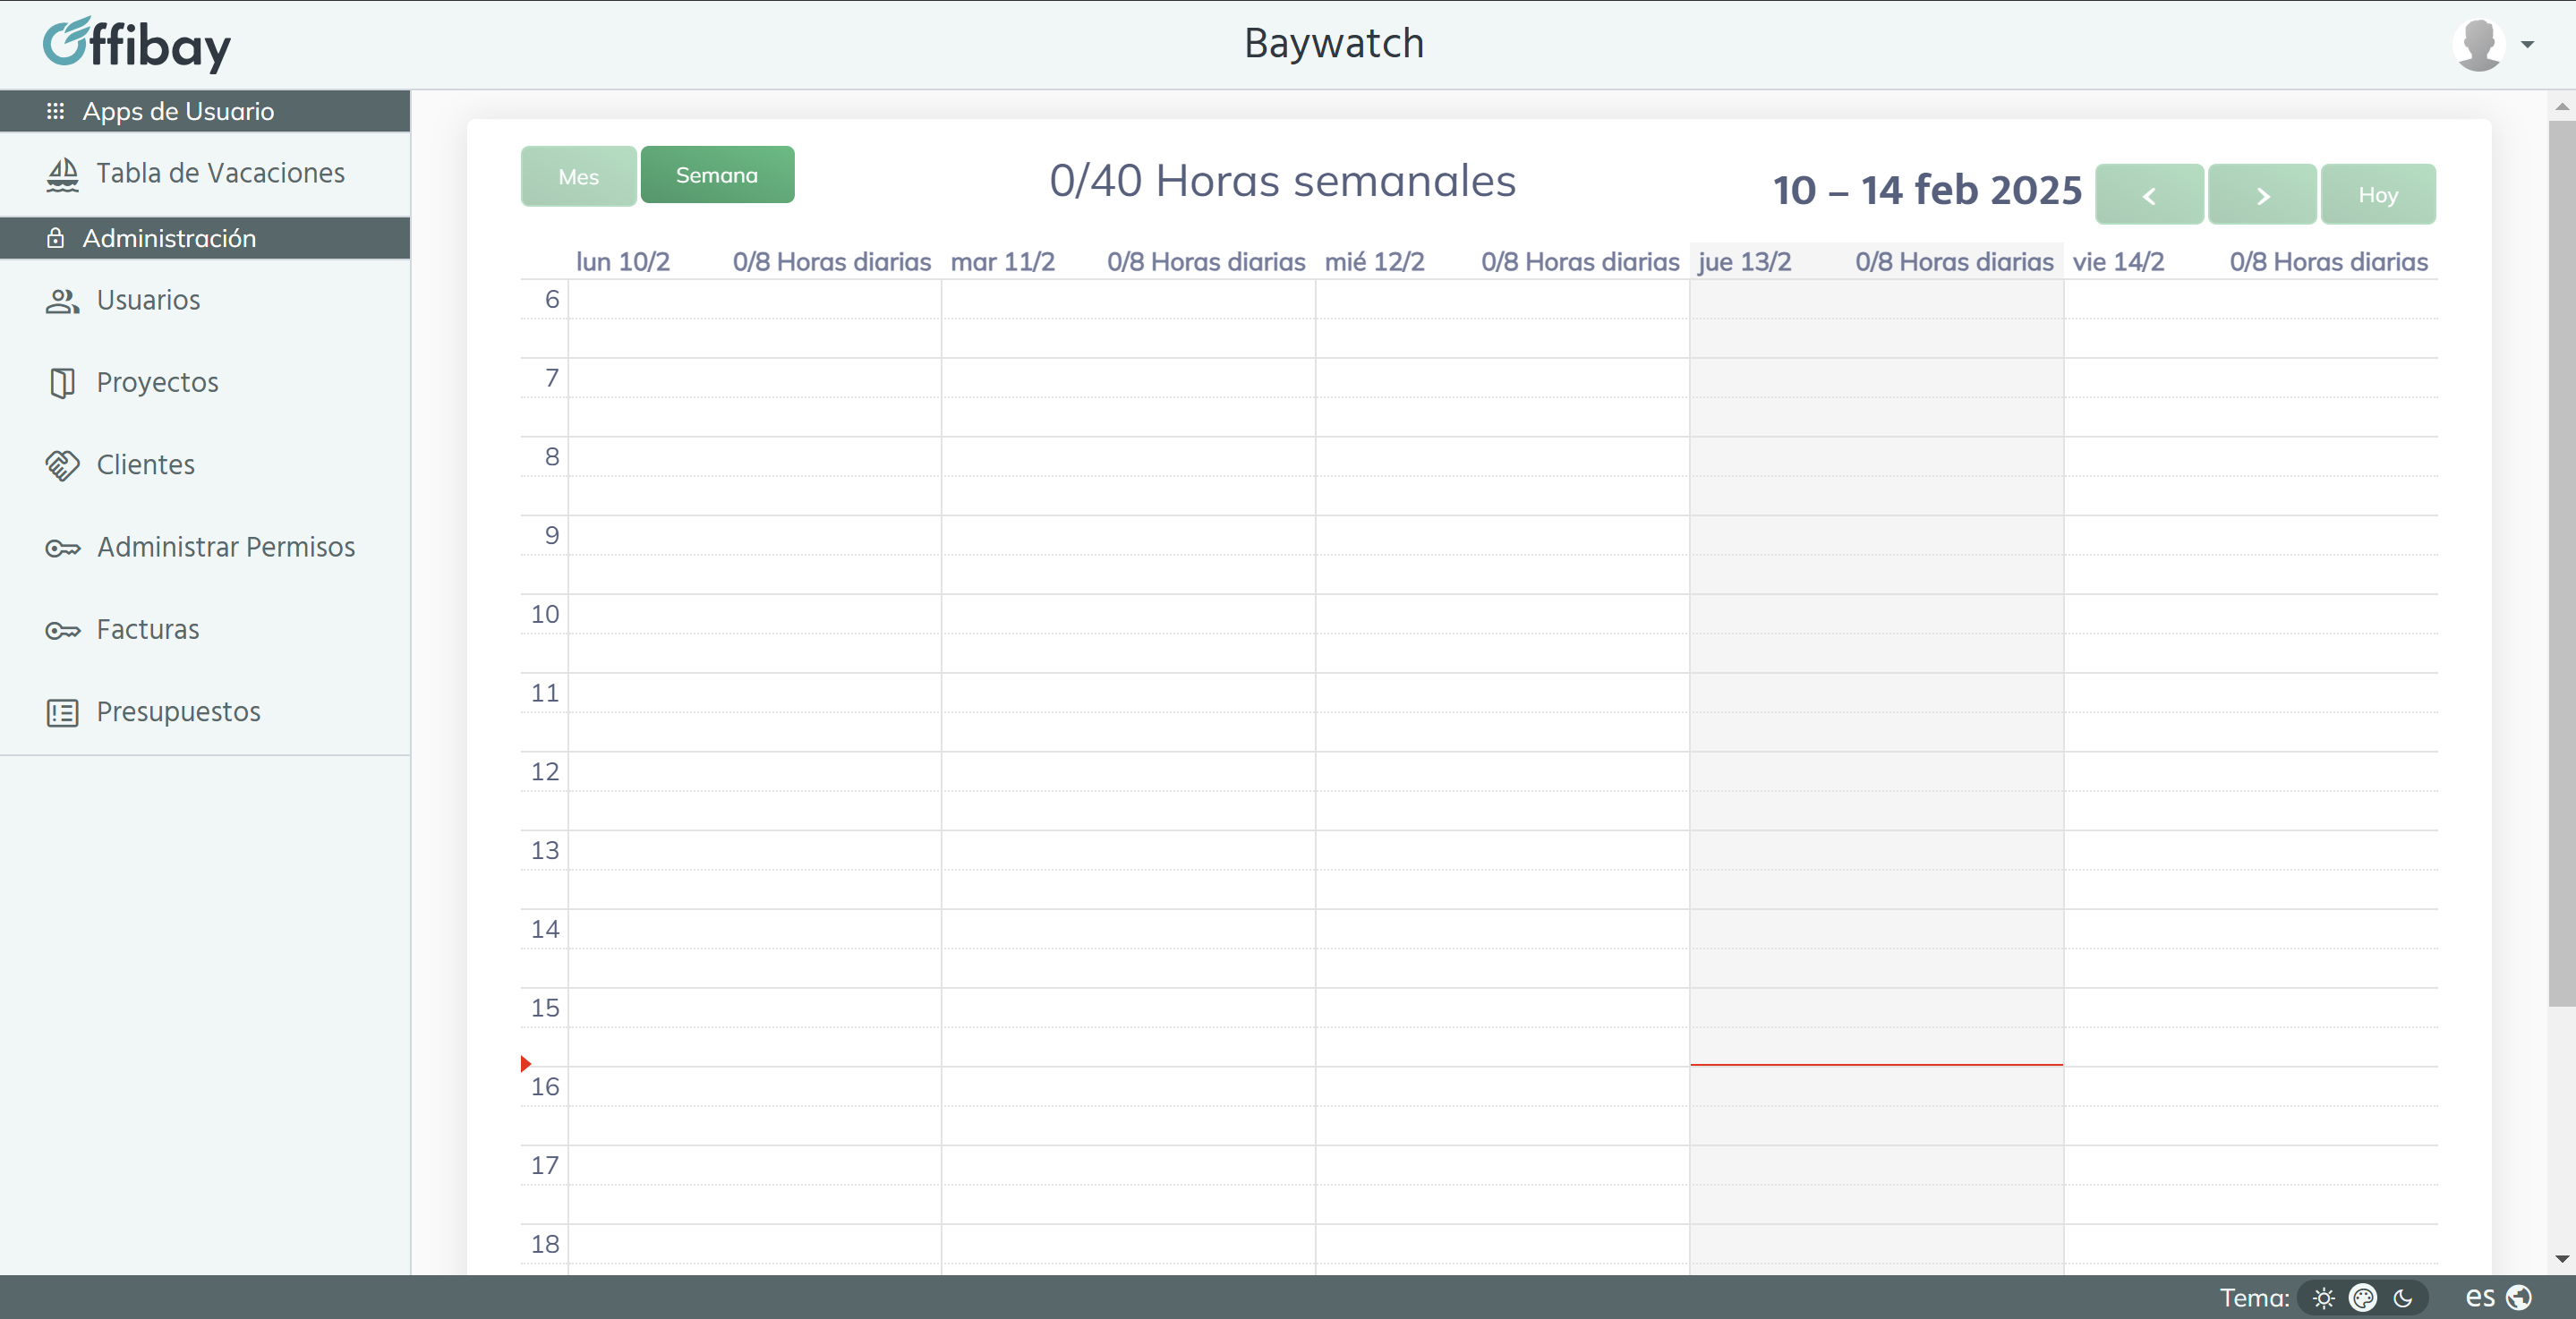 Offibay
Baywatch
Apps de Usuario
Tabla de Vacaciones
Administración
Usuarios
Proyectos
Clientes
Administrar Permisos
Facturas
Presupuestos
Mes Semana
0/40 Horas semanales
10 – 14 feb 2025
Hoy
lun 10/2 0/8 Horas diarias mar 11/2 0/8 Horas diarias mié 12/2 0/8 Horas diarias jue 13/2 0/8 Horas diarias vie 14/2 0/8 Horas diarias
6
7
8
9
10
11
12
13
14
15
16
17
18
Tema: es